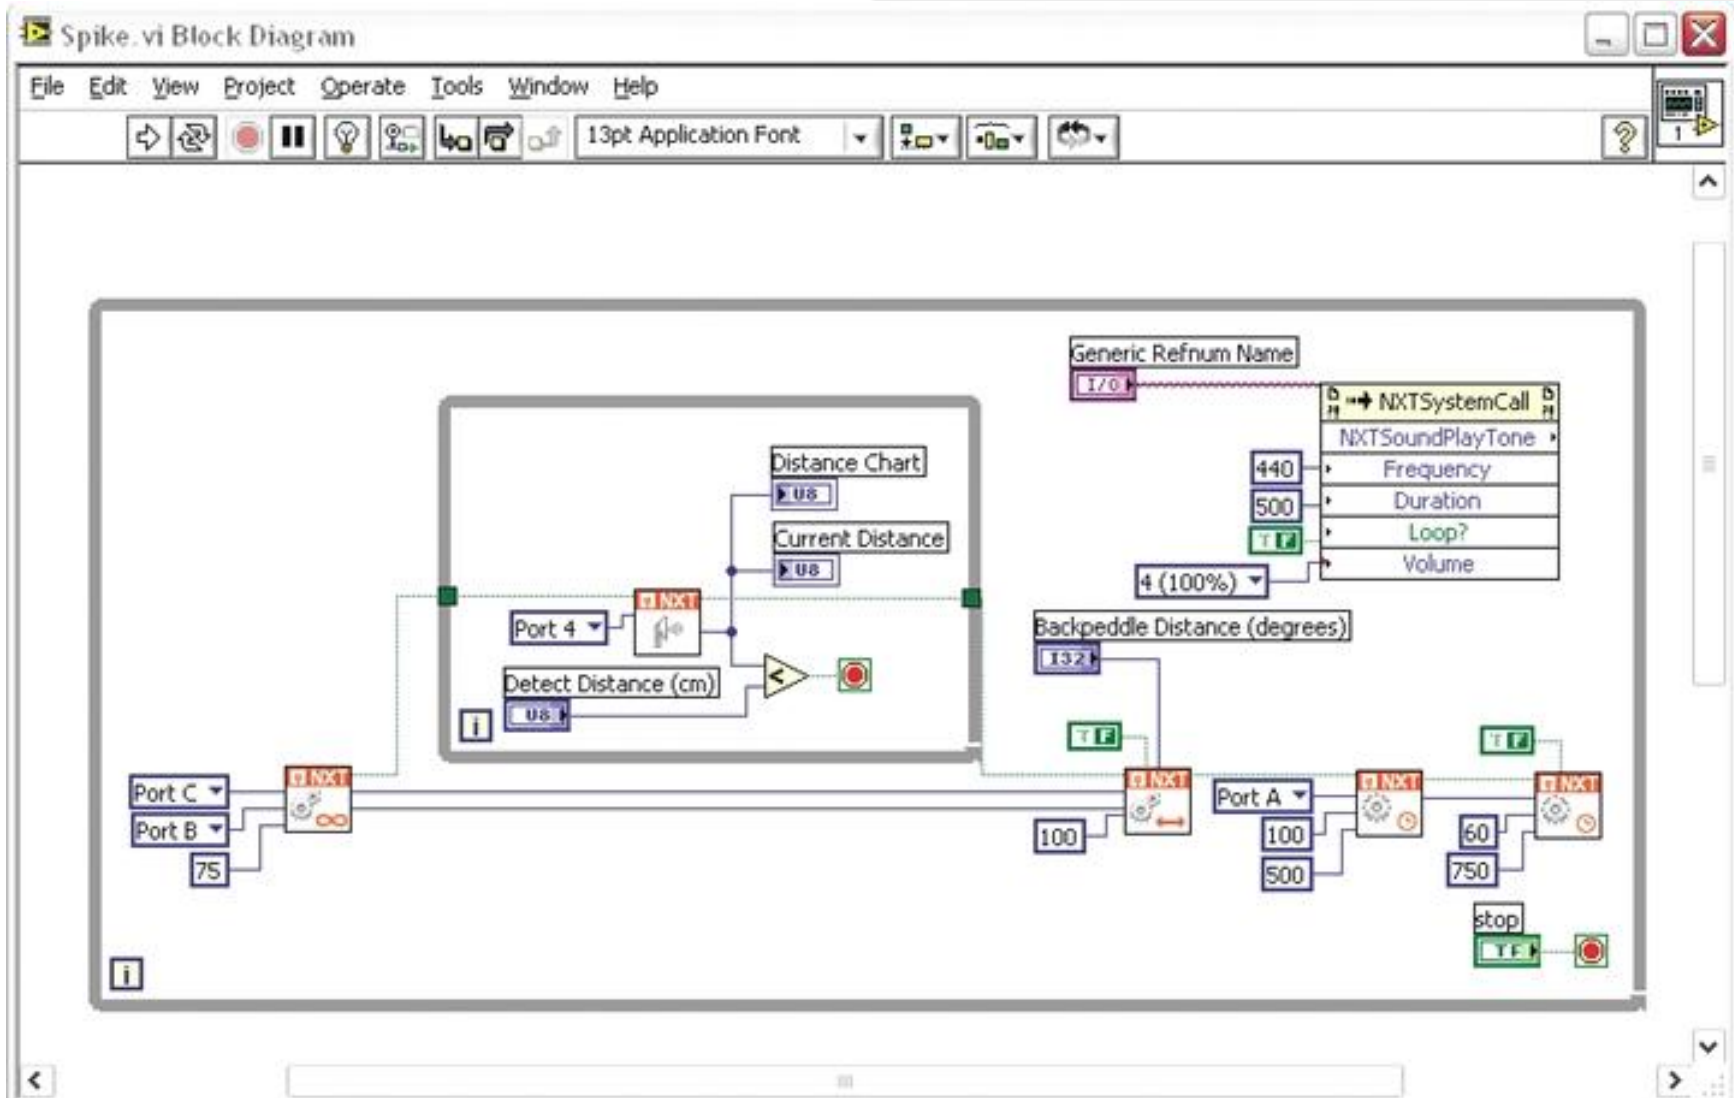 Spike.vi Block Diagram
File Edit View Project Operate Tools Window Help
13pt Application Font
1
Generic Refnum Name
I/O
NXTSystemCall
NXTSoundPlayTone
440 Frequency
500 Duration
T F Loop?
4 (100%) Volume
Distance Chart
U8
Current Distance
U8
NXT
Port 4
Detect Distance (cm)
U8
i
Backpeddle Distance (degrees)
I32
T F
T F
NXT
Port C
Port B
75
NXT
100
Port A
100
500
NXT
60
750
NXT
stop
TF
i